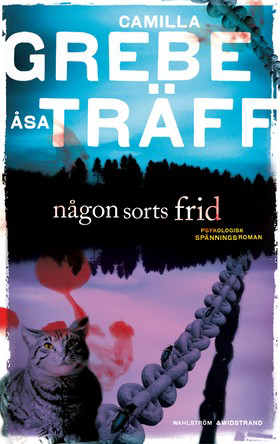 CAMILLA
GREBE
ÅSA TRÄFF
någon sorts frid
PSYKOLOGISK
SPÄNNINGSROMAN
WAHLSTRÖM & WIDSTRAND